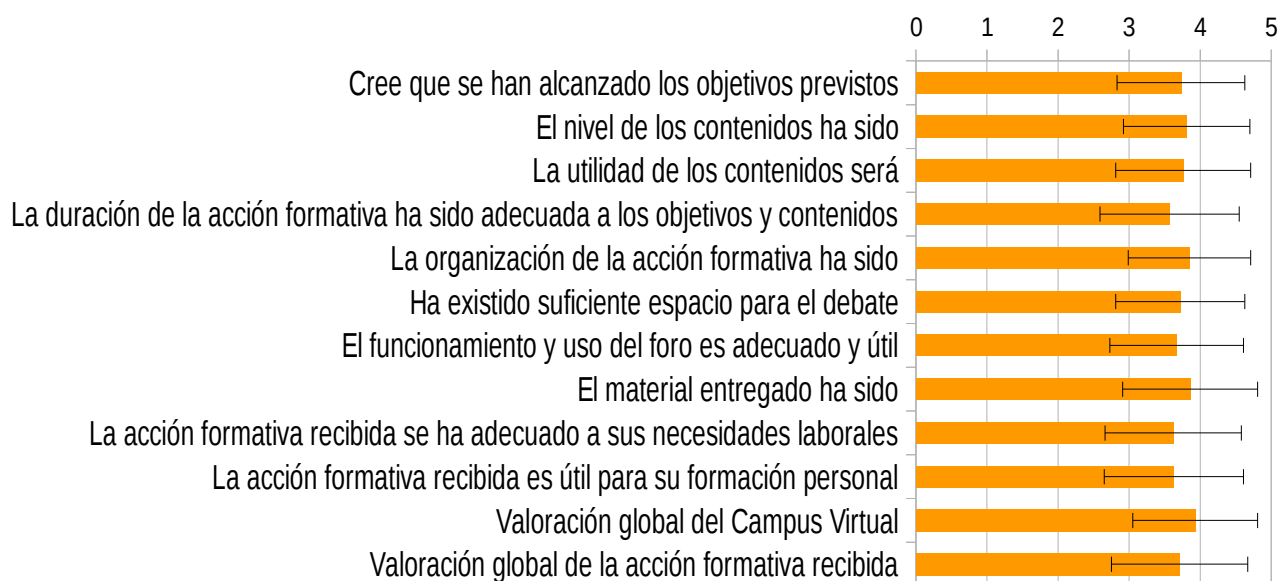 0 1 2 3 4 5
Cree que se han alcanzado los objetivos previstos
El nivel de los contenidos ha sido
La utilidad de los contenidos será
La duración de la acción formativa ha sido adecuada a los objetivos y contenidos
La organización de la acción formativa ha sido
Ha existido suficiente espacio para el debate
El funcionamiento y uso del foro es adecuado y útil
El material entregado ha sido
La acción formativa recibida se ha adecuado a sus necesidades laborales
La acción formativa recibida es útil para su formación personal
Valoración global del Campus Virtual
Valoración global de la acción formativa recibida